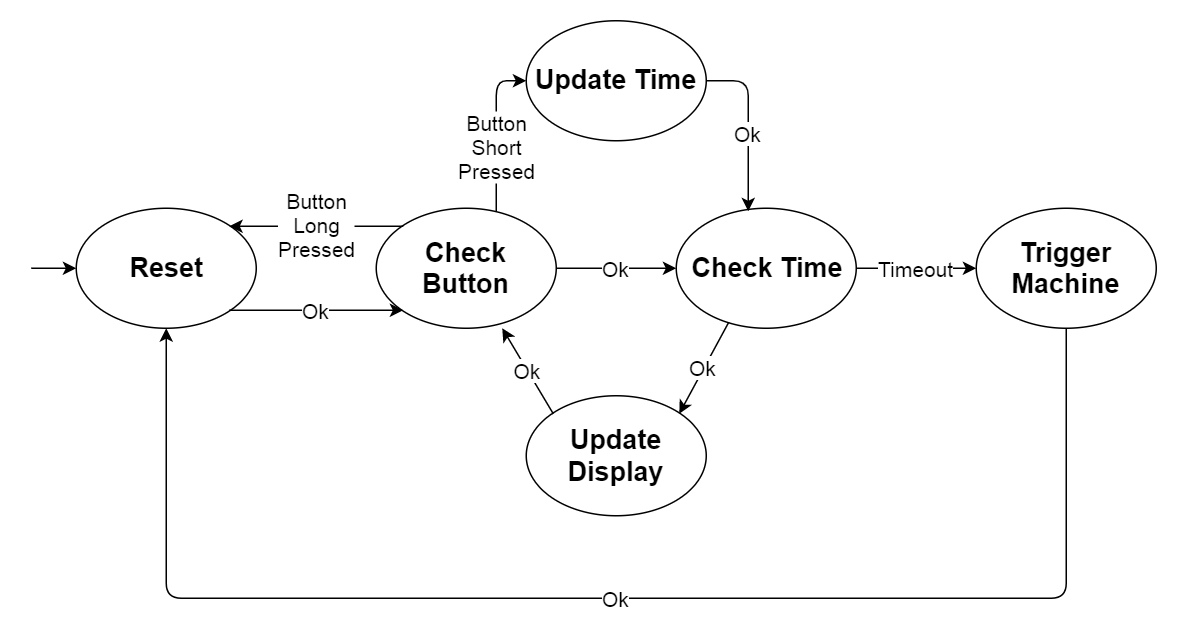 Update Time
Button
Short
Pressed
Ok
Button
Long
Pressed
Reset
Check
Button
Ok
Check Time
Timeout
Trigger
Machine
Ok
Ok
Ok
Update
Display
Ok